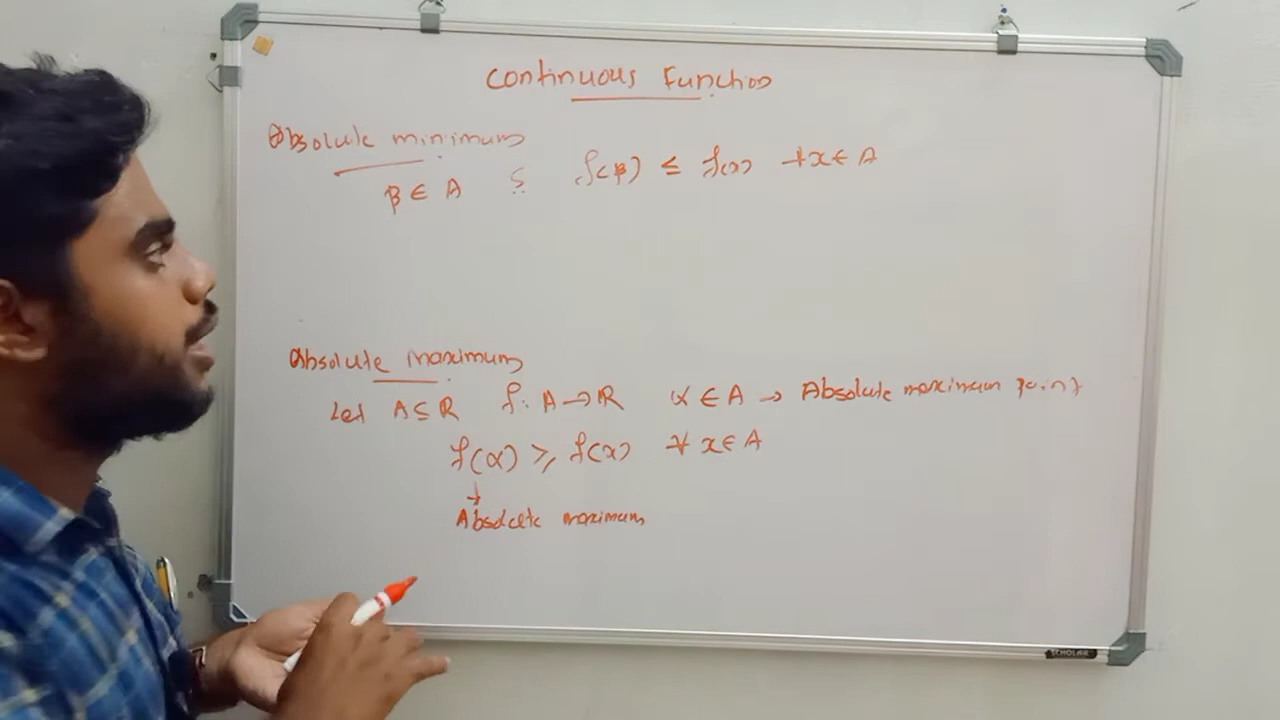 Continuous Function
Absolute minimum
β ∈ A f(β) ≤ f(x) ∀ x ∈ A
Absolute maximum
Let A ⊆ ℝ f: A → ℝ α ∈ A → Absolute maximum point
f(α) ≥ f(x) ∀ x ∈ A
↓
Absolute maximum
SCHOLAR